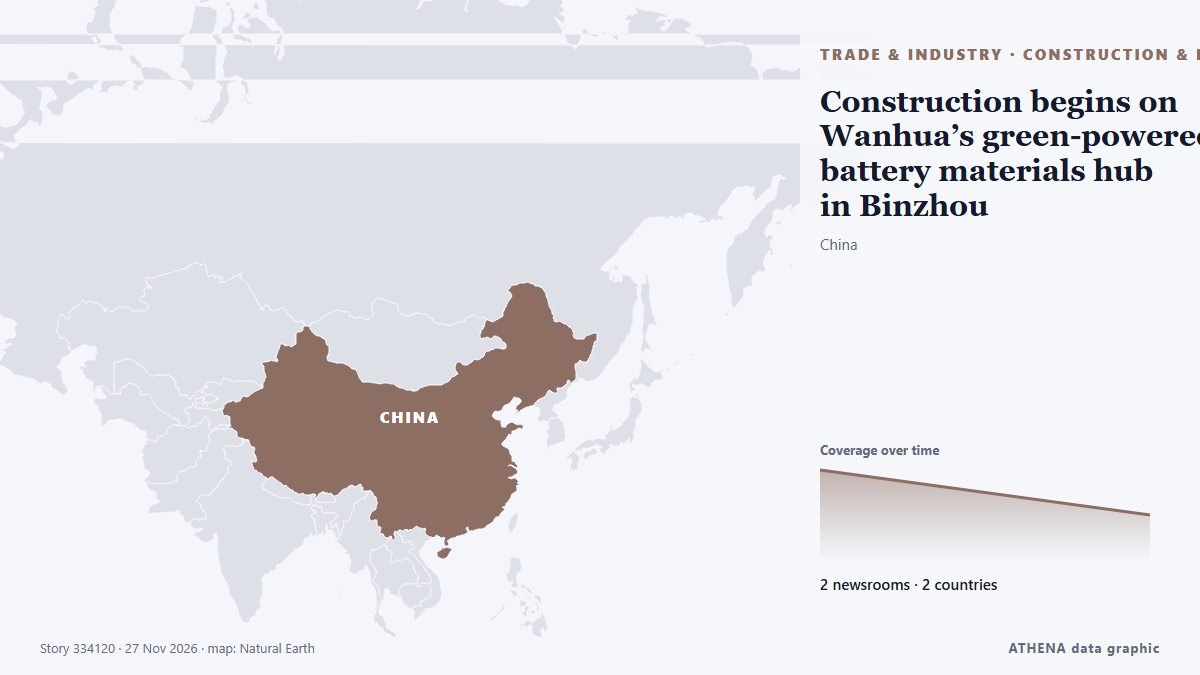 TRADE & INDUSTRY · CONSTRUCTION &
Construction begins on
Wanhua’s green-powered
battery materials hub
in Binzhou
China
CHINA
Coverage over time
2 newsrooms · 2 countries
Story 334120 · 27 Nov 2026 · map: Natural Earth
ATHENA data graphic